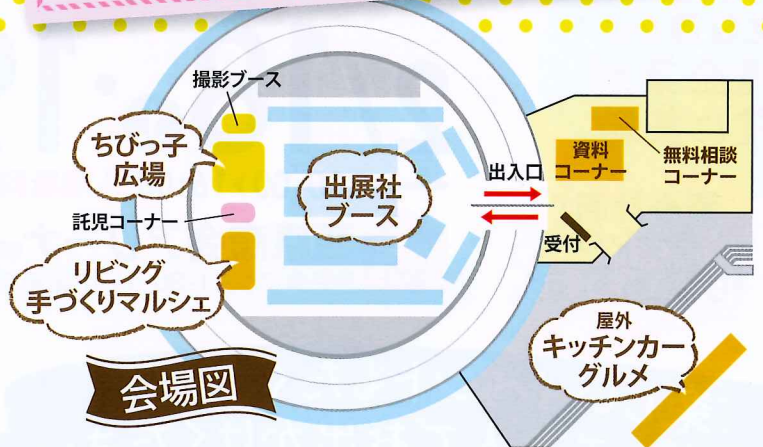 撮影ブース
ちびっ子
広場
託児コーナー
リビング
手づくりマルシェ
出展社
ブース
出入口
資料
コーナー
無料相談
コーナー
受付
屋外
キッチンカー
グルメ
会場図